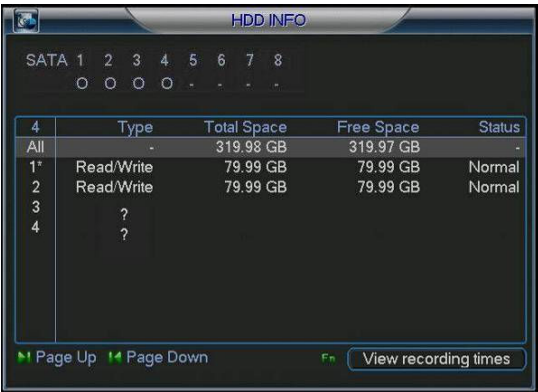 HDD INFO
SATA 1 2 3 4 5 6 7 8
O O O O - - - -
4 Type Total Space Free Space Status
All - 319.98 GB 319.97 GB -
1* Read/Write 79.99 GB 79.99 GB Normal
2 Read/Write 79.99 GB 79.99 GB Normal
3 ?
4 ?
Page Up Page Down Fn View recording times